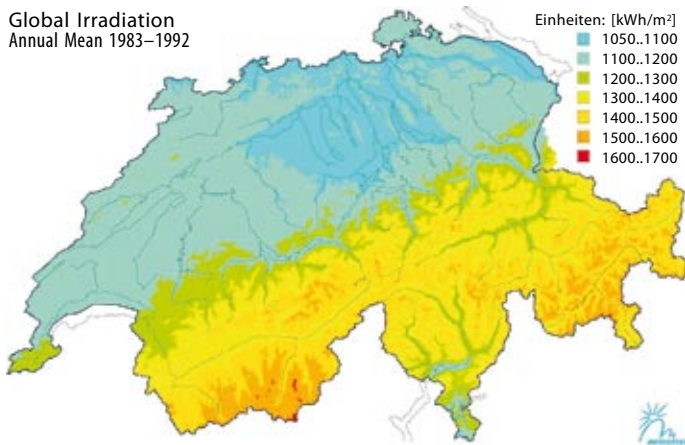 Global Irradiation
Annual Mean 1983–1992
Einheiten: [kWh/m²]
1050..1100
1100..1200
1200..1300
1300..1400
1400..1500
1500..1600
1600..1700